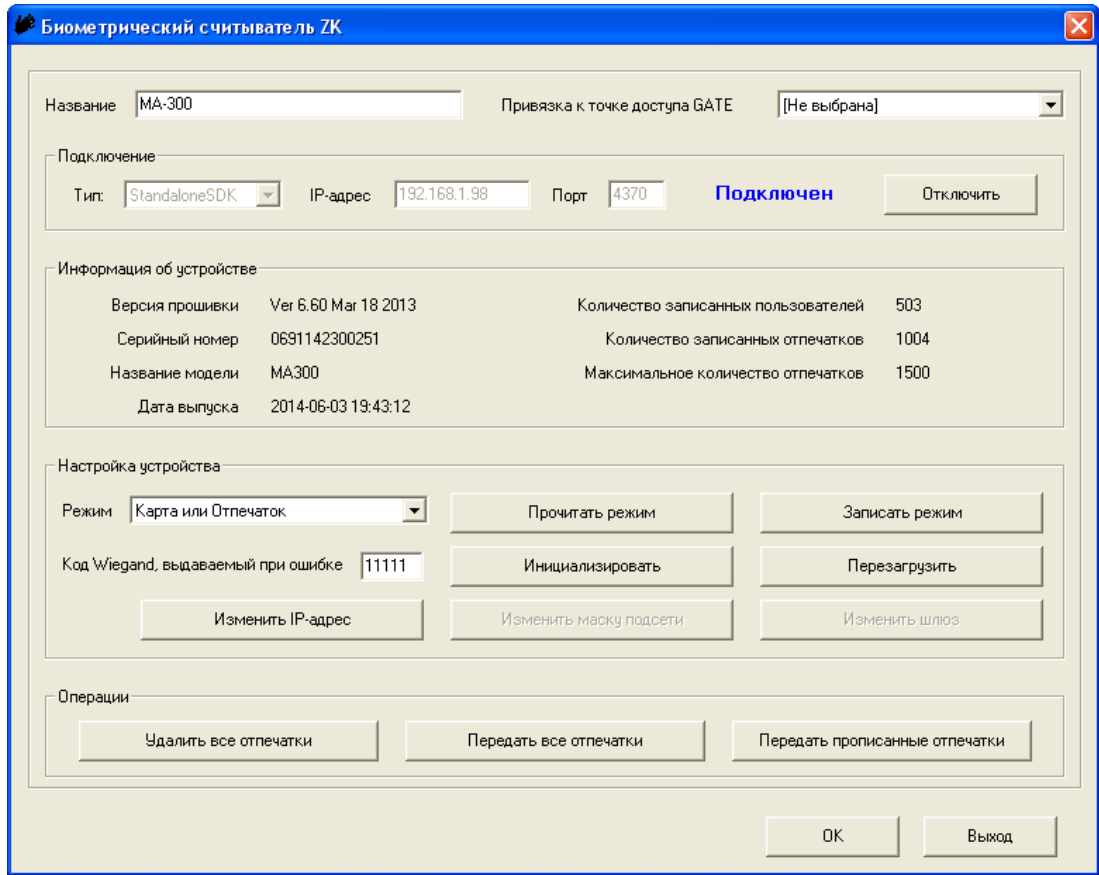 Биометрический считыватель ZK
Название MA-300 Привязка к точке доступа GATE [Не выбрана]
Подключение
Тип: StandaloneSDK IP-адрес 192.168.1.98 Порт 4370 Подключен Отключить
Информация об устройстве
Версия прошивки Ver 6.60 Mar 18 2013 Количество записанных пользователей 503
Серийный номер 0691142300251 Количество записанных отпечатков 1004
Название модели MA300 Максимальное количество отпечатков 1500
Дата выпуска 2014-06-03 19:43:12
Настройка устройства
Режим Карта или Отпечаток Прочитать режим Записать режим
Код Wiegand, выдаваемый при ошибке 11111 Инициализировать Перезагрузить
Изменить IP-адрес Изменить маску подсети Изменить шлюз
Операции
Удалить все отпечатки Передать все отпечатки Передать прописанные отпечатки
OK Выход